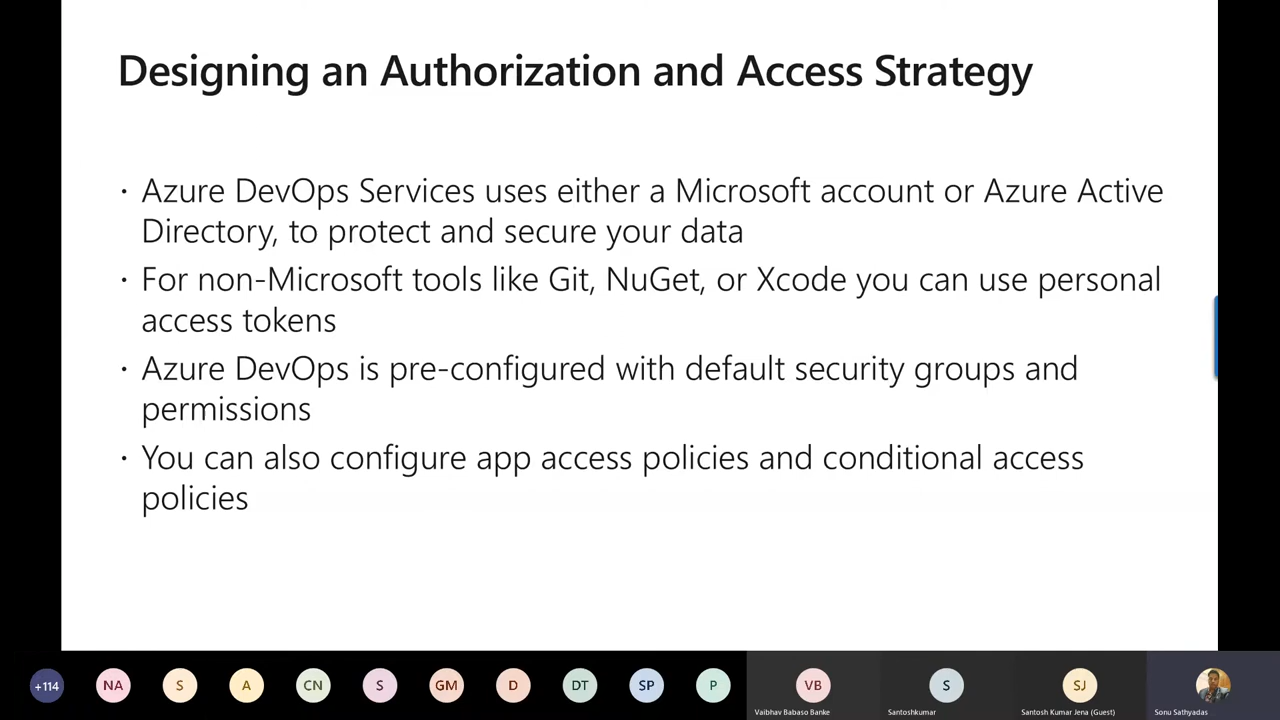 Designing an Authorization and Access Strategy
· Azure DevOps Services uses either a Microsoft account or Azure Active
Directory, to protect and secure your data
· For non-Microsoft tools like Git, NuGet, or Xcode you can use personal
access tokens
· Azure DevOps is pre-configured with default security groups and
permissions
· You can also configure app access policies and conditional access
policies
+114 NA S A CN S GM D DT SP P VB S SJ
Vaibhav Babaso Banke Santoshkumar Santosh Kumar Jena (Guest) Sonu Sathyadas